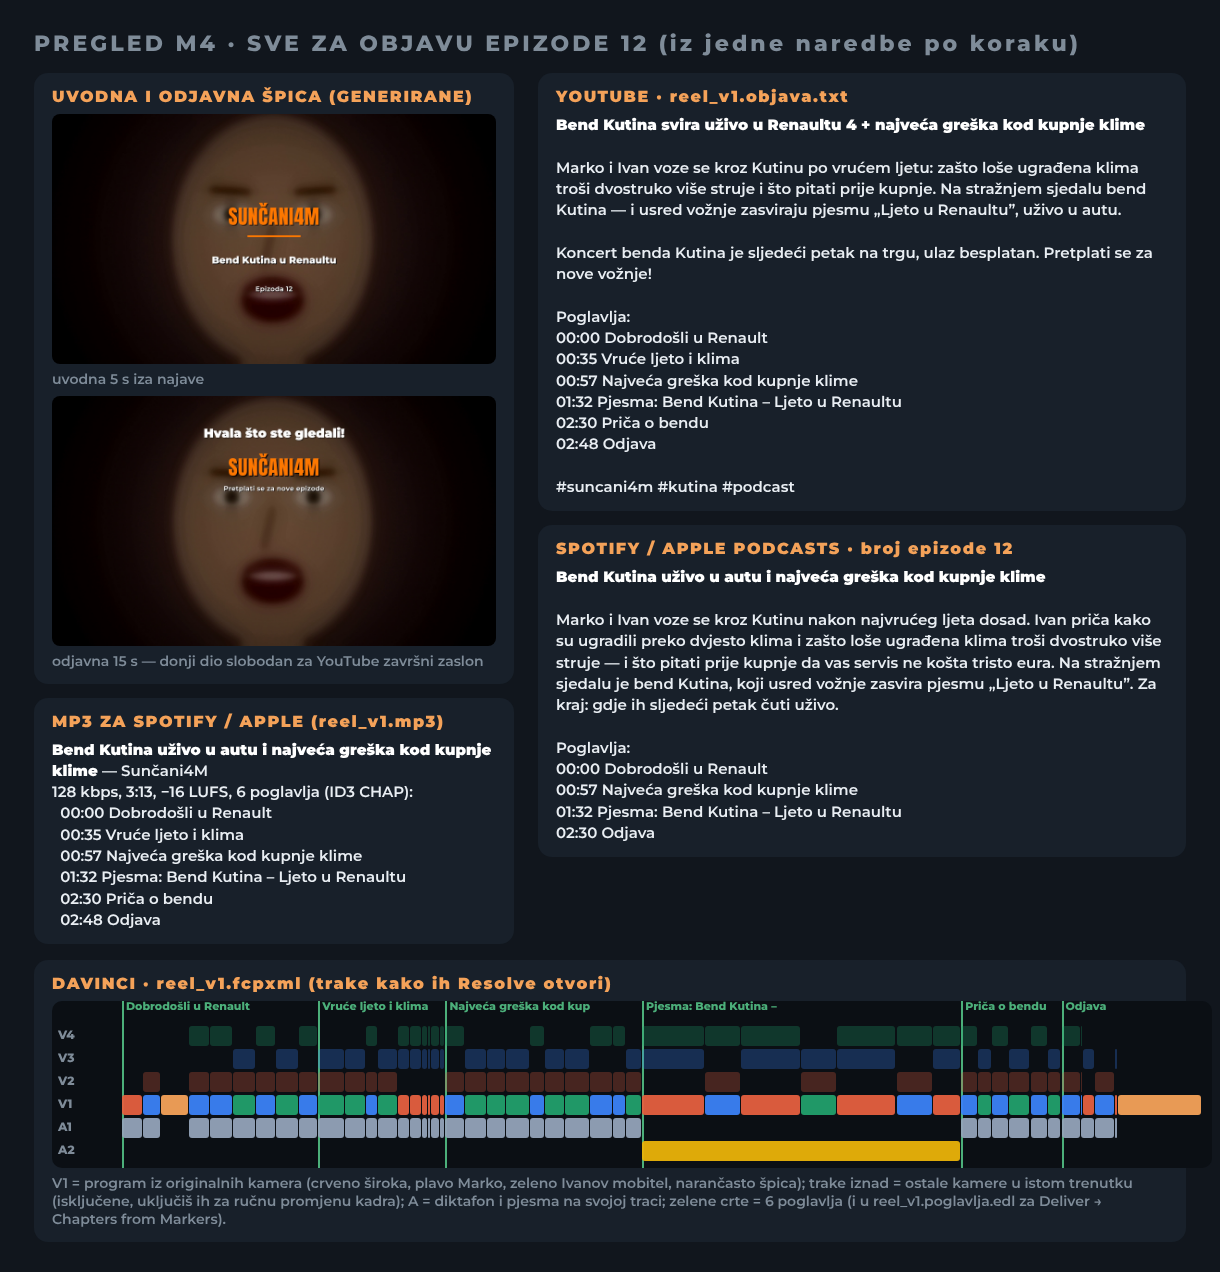 PREGLED M4 · SVE ZA OBJAVU EPIZODE 12 (iz jedne naredbe po koraku)
UVODNA I ODJAVNA ŠPICA (GENERIRANE)
SUNČANI4M
Bend Kutina u Renaultu
Epizoda 12
uvodna 5 s iza najave
Hvala što ste gledali!
SUNČANI4M
Pretplati se za nove epizode
odjavna 15 s — donji dio slobodan za YouTube završni zaslon
MP3 ZA SPOTIFY / APPLE (reel_v1.mp3)
Bend Kutina uživo u autu i najveća greška kod kupnje
klime — Sunčani4M
128 kbps, 3:13, −16 LUFS, 6 poglavlja (ID3 CHAP):
00:00 Dobrodošli u Renault
00:35 Vruće ljeto i klima
00:57 Najveća greška kod kupnje klime
01:32 Pjesma: Bend Kutina – Ljeto u Renaultu
02:30 Priča o bendu
02:48 Odjava
YOUTUBE · reel_v1.objava.txt
Bend Kutina svira uživo u Renaultu 4 + najveća greška kod kupnje klime
Marko i Ivan voze se kroz Kutinu po vrućem ljetu: zašto loše ugrađena klima
troši dvostruko više struje i što pitati prije kupnje. Na stražnjem sjedalu bend
Kutina — i usred vožnje zasviraju pjesmu „Ljeto u Renaultu”, uživo u autu.
Koncert benda Kutina je sljedeći petak na trgu, ulaz besplatan. Pretplati se za
nove vožnje!
Poglavlja:
00:00 Dobrodošli u Renault
00:35 Vruće ljeto i klima
00:57 Najveća greška kod kupnje klime
01:32 Pjesma: Bend Kutina – Ljeto u Renaultu
02:30 Priča o bendu
02:48 Odjava
#suncani4m #kutina #podcast
SPOTIFY / APPLE PODCASTS · broj epizode 12
Bend Kutina uživo u autu i najveća greška kod kupnje klime
Marko i Ivan voze se kroz Kutinu nakon najvrućeg ljeta dosad. Ivan priča kako
su ugradili preko dvjesto klima i zašto loše ugrađena klima troši dvostruko više
struje — i što pitati prije kupnje da vas servis ne košta tristo eura. Na stražnjem
sjedalu je bend Kutina, koji usred vožnje zasvira pjesmu „Ljeto u Renaultu”. Za
kraj: gdje ih sljedeći petak čuti uživo.
Poglavlja:
00:00 Dobrodošli u Renault
00:57 Najveća greška kod kupnje klime
01:32 Pjesma: Bend Kutina – Ljeto u Renaultu
02:30 Odjava
DAVINCI · reel_v1.fcpxml (trake kako ih Resolve otvori)
Dobrodošli u Renault Vruće ljeto i klima Najveća greška kod kup Pjesma: Bend Kutina – Priča o bendu Odjava
V4
V3
V2
V1
A1
A2
V1 = program iz originalnih kamera (crveno široka, plavo Marko, zeleno Ivanov mobitel, narančasto špica); trake iznad = ostale kamere u istom trenutku
(isključene, uključiš ih za ručnu promjenu kadra); A = diktafon i pjesma na svojoj traci; zelene crte = 6 poglavlja (i u reel_v1.poglavlja.edl za Deliver →
Chapters from Markers).